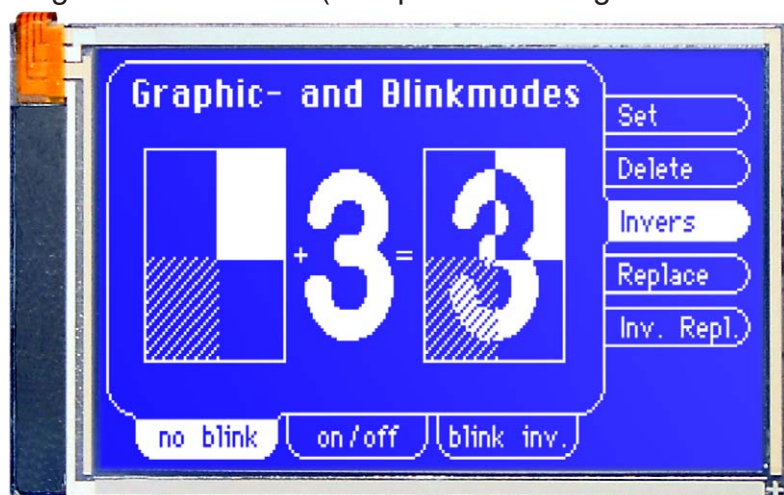 Graphic- and Blinkmodes
Set
Delete
+ 3 = 3
Invers
Replace
Inv. Repl.
no blink on/off blink inv.